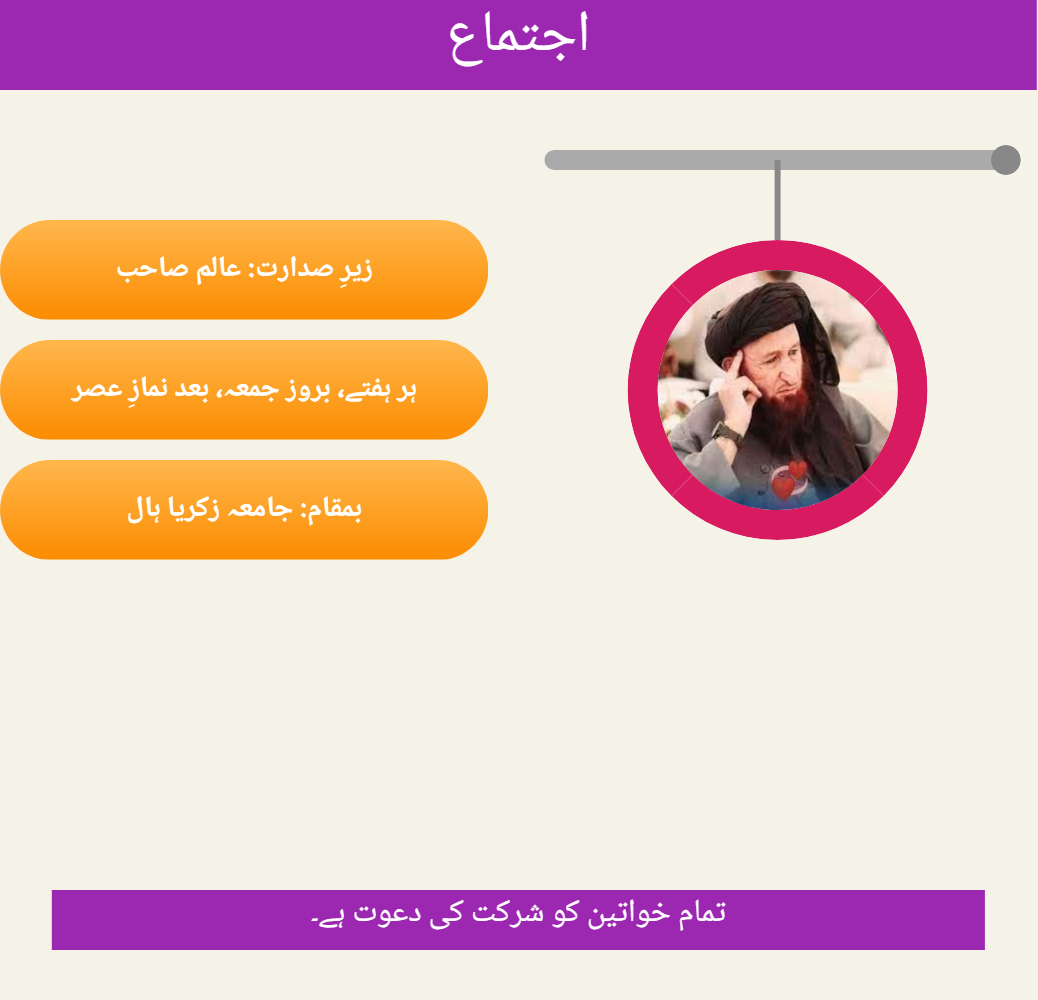 اجتماع
زیرِ صدارت: عالم صاحب
ہر ہفتے، بروز جمعہ، بعد نمازِ عصر
بمقام: جامعہ زکریا ہال
تمام خواتین کو شرکت کی دعوت ہے۔